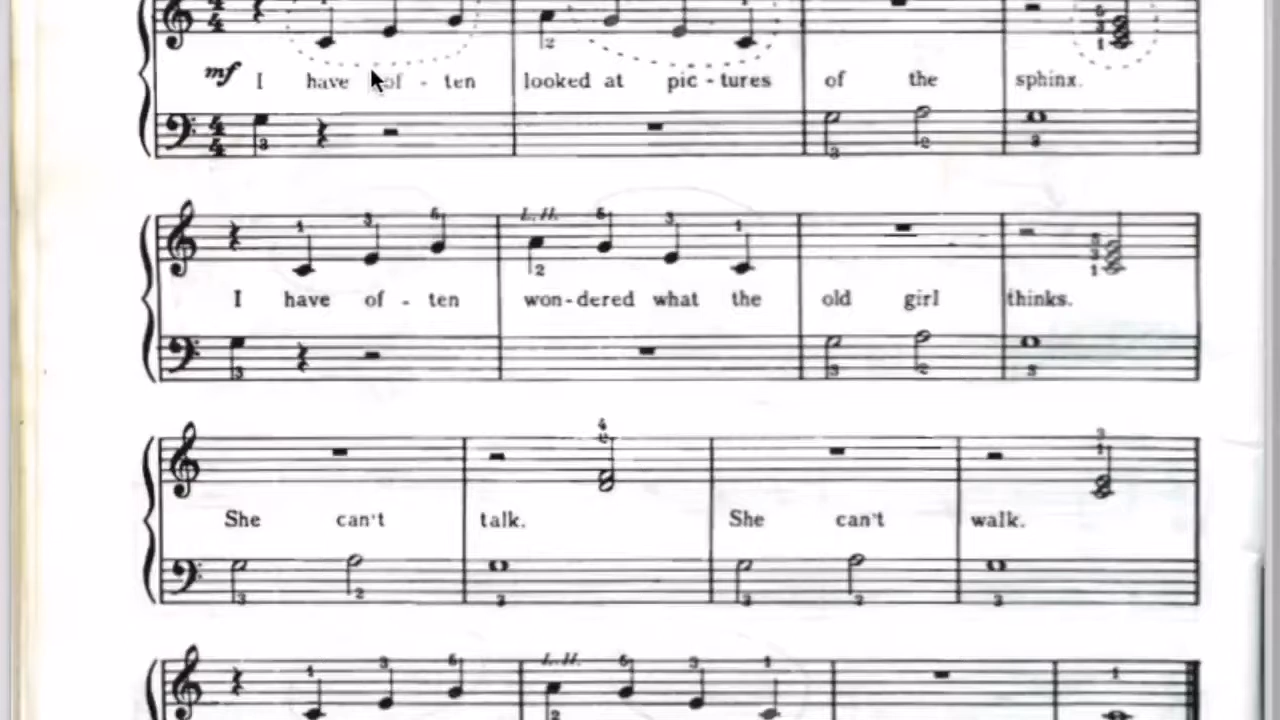 mf I have of - ten looked at pic - tures of the sphinx.
L. H.
I have of - ten won - dered what the old girl thinks.
She can't talk. She can't walk.
L. H.